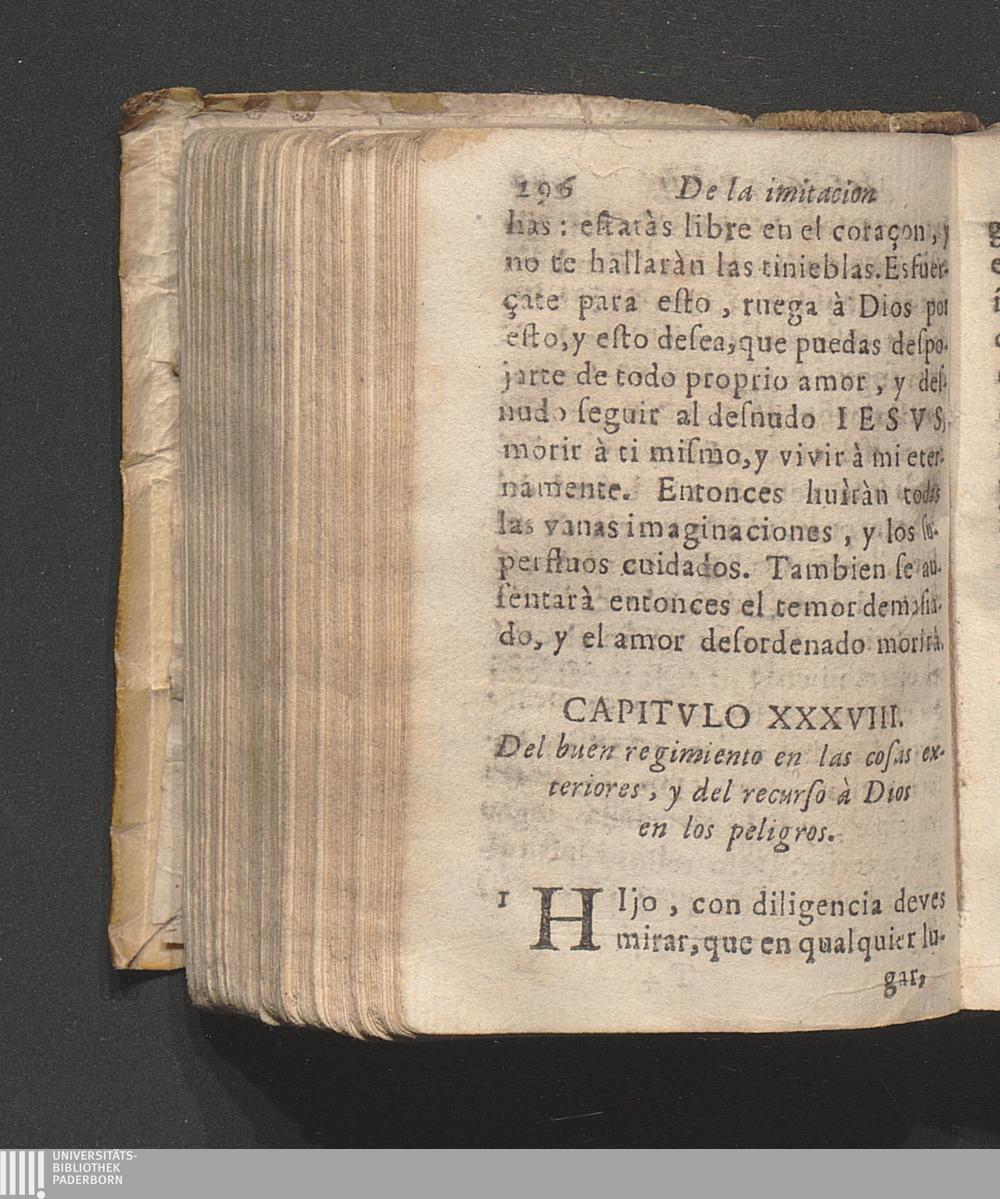 196 De la imitacion
has: eſtaràs libre en el coraçon, y
no te hallaràn las tinieblas. Esfuer-
çate para eſto, ruega à Dios por
eſto, y eſto deſea, que puedas deſpo-
jarte de todo proprio amor, y deſ-
nudo ſeguir al deſnudo IESVS,
morir à ti miſmo, y vivir à mi eter-
namente. Entonces huìràn todas
las vanas imaginaciones, y los ſu-
perfluos cuidados. Tambien ſe au-
ſentarà entonces el temor demaſia-
do, y el amor deſordenado morirà.
CAPITVLO XXXVIII.
Del buen regimiento en las coſas ex-
teriores, y del recurſo à Dios
en los peligros.
1 HIjo, con diligencia deves
mirar, que en qualquier lu-
gar,
UNIVERSITÄTS-
BIBLIOTHEK
PADERBORN